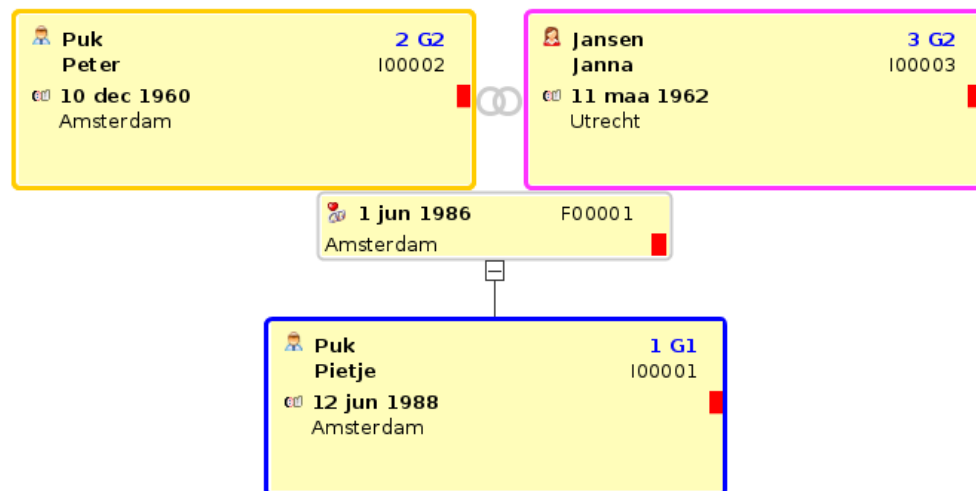 Puk 2 G2
Peter I00002
10 dec 1960
Amsterdam
Jansen 3 G2
Janna I00003
11 maa 1962
Utrecht
1 jun 1986 F00001
Amsterdam
Puk 1 G1
Pietje I00001
12 jun 1988
Amsterdam